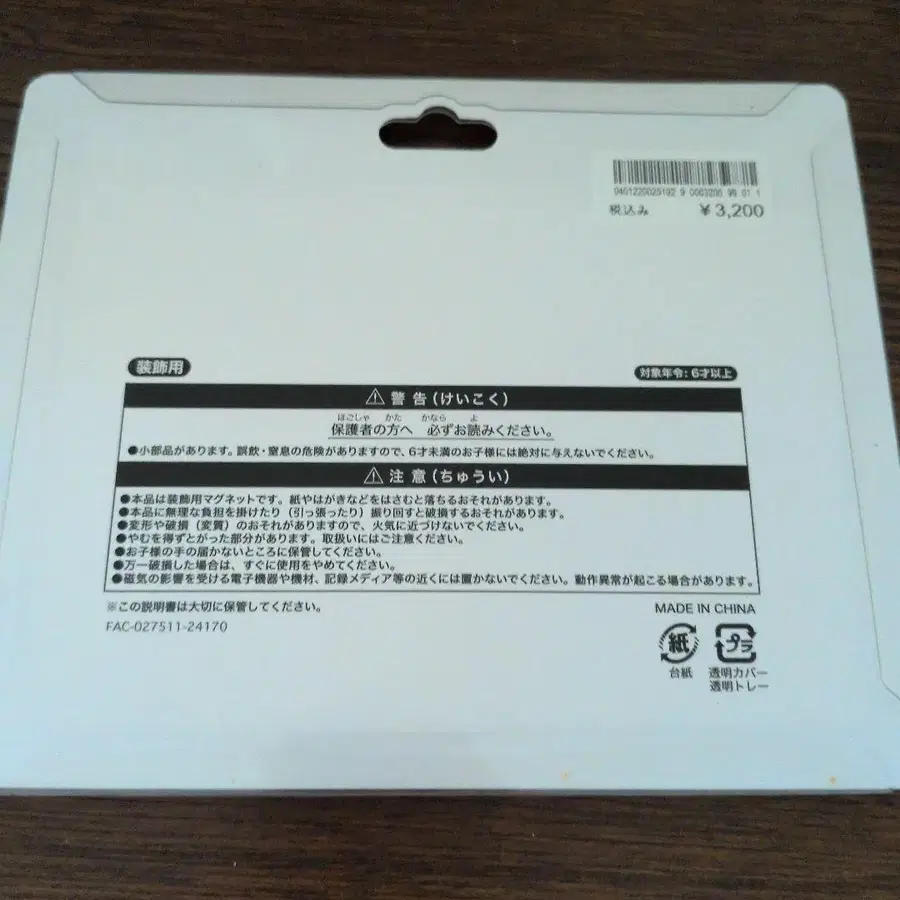 0401220025192 9 0003200 99 01 1
税込み ¥3,200
装飾用
対象年令:6才以上
⚠警告(けいこく)
ほごしゃ かた かなら よ
保護者の方へ 必ずお読みください。
●小部品があります。誤飲・窒息の危険がありますので、6才未満のお子様には絶対に与えないでください。
⚠注意(ちゅうい)
●本品は装飾用マグネットです。紙やはがきなどをはさむと落ちるおそれがあります。
●本品に無理な負担を掛けたり(引っ張ったり)振り回すと破損するおそれがあります。
●変形や破損(変質)のおそれがありますので、火気に近づけないでください。
●やむを得ずとがった部分があります。取扱いにはご注意ください。
●お子様の手の届かないところに保管してください。
●万一破損した場合は、すぐに使用をやめてください。
●磁気の影響を受ける電子機器や機材、記録メディア等の近くには置かないでください。動作異常が起こる場合があります。
※この説明書は大切に保管してください。
FAC-027511-24170
MADE IN CHINA
紙 プラ
台紙 透明カバー
透明トレー